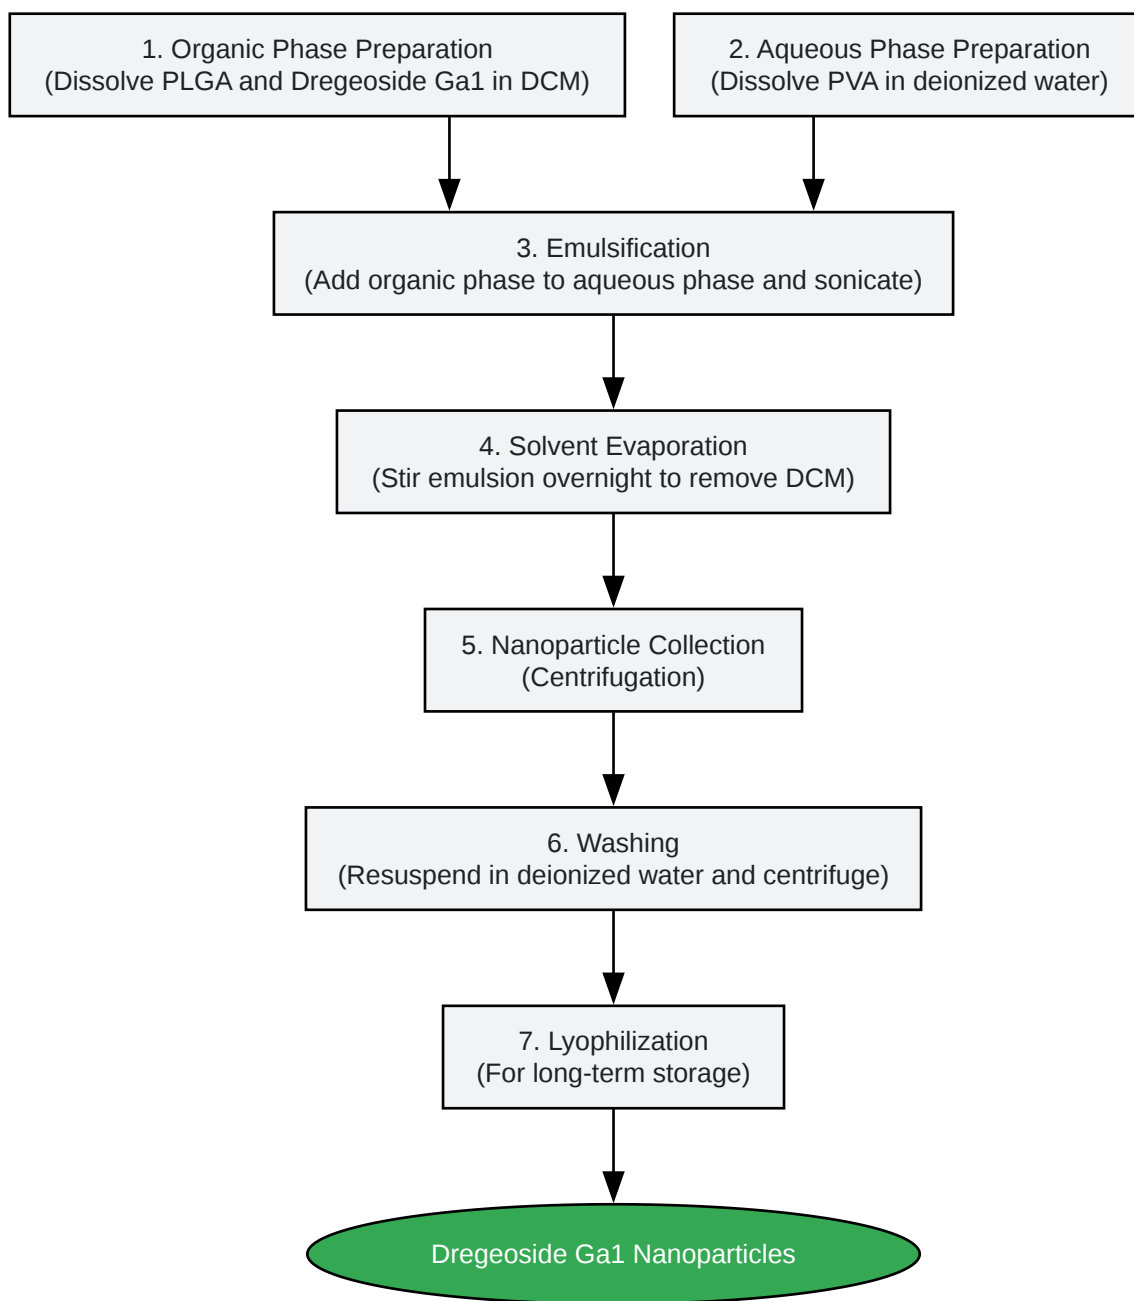 1. Organic Phase Preparation
(Dissolve PLGA and Dregeoside Ga1 in DCM)
2. Aqueous Phase Preparation
(Dissolve PVA in deionized water)
3. Emulsification
(Add organic phase to aqueous phase and sonicate)
4. Solvent Evaporation
(Stir emulsion overnight to remove DCM)
5. Nanoparticle Collection
(Centrifugation)
6. Washing
(Resuspend in deionized water and centrifuge)
7. Lyophilization
(For long-term storage)
Dregeoside Ga1 Nanoparticles